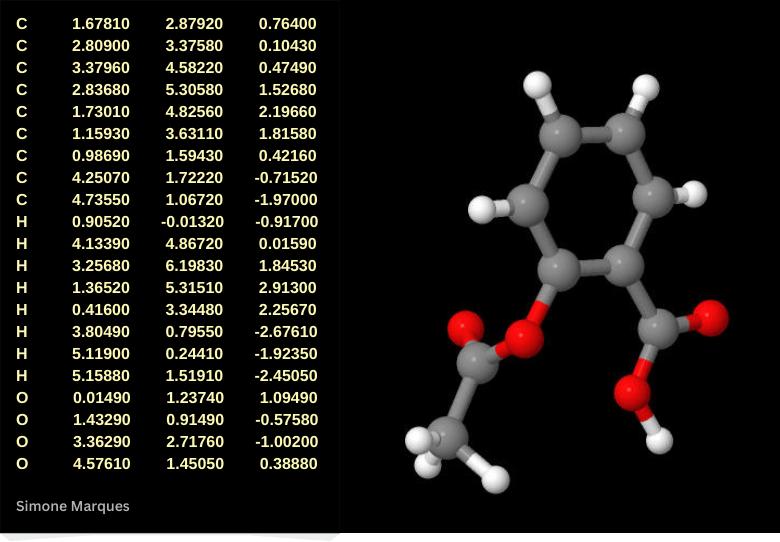 C 1.67810 2.87920 0.76400
C 2.80900 3.37580 0.10430
C 3.37960 4.58220 0.47490
C 2.83680 5.30580 1.52680
C 1.73010 4.82560 2.19660
C 1.15930 3.63110 1.81580
C 0.98690 1.59430 0.42160
C 4.25070 1.72220 -0.71520
C 4.73550 1.06720 -1.97000
H 0.90520 -0.01320 -0.91700
H 4.13390 4.86720 0.01590
H 3.25680 6.19830 1.84530
H 1.36520 5.31510 2.91300
H 0.41600 3.34480 2.25670
H 3.80490 0.79550 -2.67610
H 5.11900 0.24410 -1.92350
H 5.15880 1.51910 -2.45050
O 0.01490 1.23740 1.09490
O 1.43290 0.91490 -0.57580
O 3.36290 2.71760 -1.00200
O 4.57610 1.45050 0.38880
Simone Marques